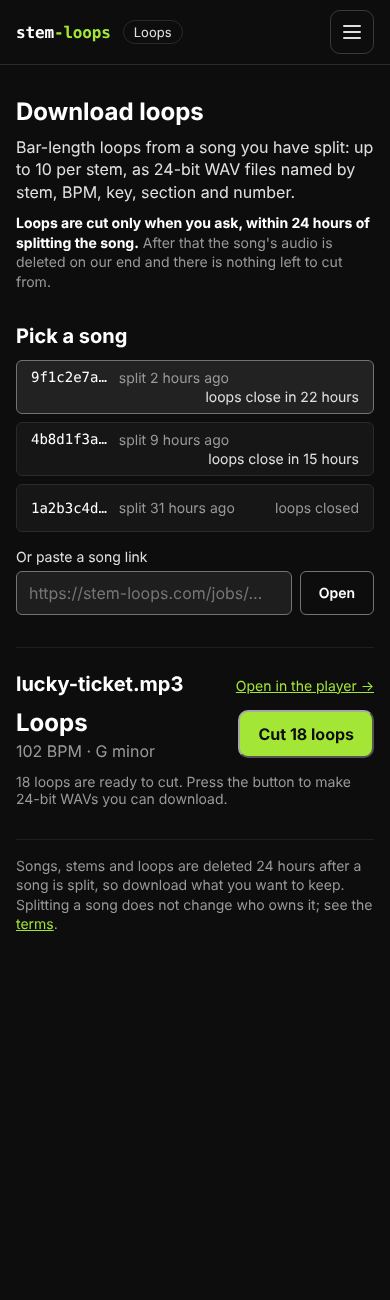 stem-loops Loops
Download loops
Bar-length loops from a song you have split: up
to 10 per stem, as 24-bit WAV files named by
stem, BPM, key, section and number.
Loops are cut only when you ask, within 24 hours of
splitting the song. After that the song's audio is
deleted on our end and there is nothing left to cut
from.
Pick a song
9f1c2e7a… split 2 hours ago
loops close in 22 hours
4b8d1f3a… split 9 hours ago
loops close in 15 hours
1a2b3c4d… split 31 hours ago loops closed
Or paste a song link
https://stem-loops.com/jobs/… Open
lucky-ticket.mp3 Open in the player →
Loops
102 BPM · G minor
Cut 18 loops
18 loops are ready to cut. Press the button to make
24-bit WAVs you can download.
Songs, stems and loops are deleted 24 hours after a
song is split, so download what you want to keep.
Splitting a song does not change who owns it; see the
terms.